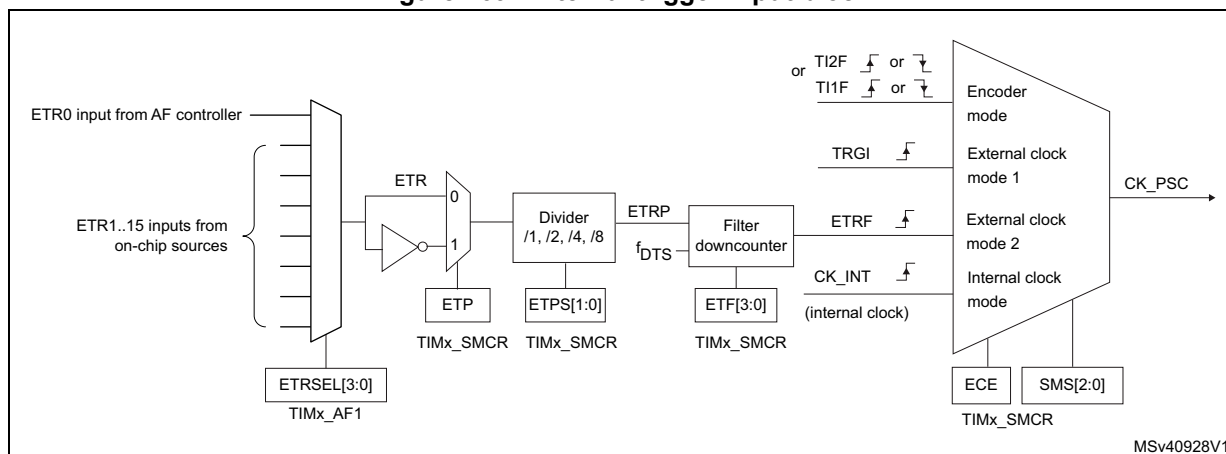 or TI2F or
TI1F or
Encoder
mode
ETR0 input from AF controller
TRGI
External clock
mode 1
CK_PSC
ETR
0
1
ETR1..15 inputs from
on-chip sources
Divider
/1, /2, /4, /8
ETRP
Filter
downcounter
fDTS
ETRF
External clock
mode 2
CK_INT
Internal clock
mode
(internal clock)
ETP
TIMx_SMCR
ETPS[1:0]
TIMx_SMCR
ETF[3:0]
TIMx_SMCR
ETRSEL[3:0]
TIMx_AF1
ECE
SMS[2:0]
TIMx_SMCR
MSv40928V1